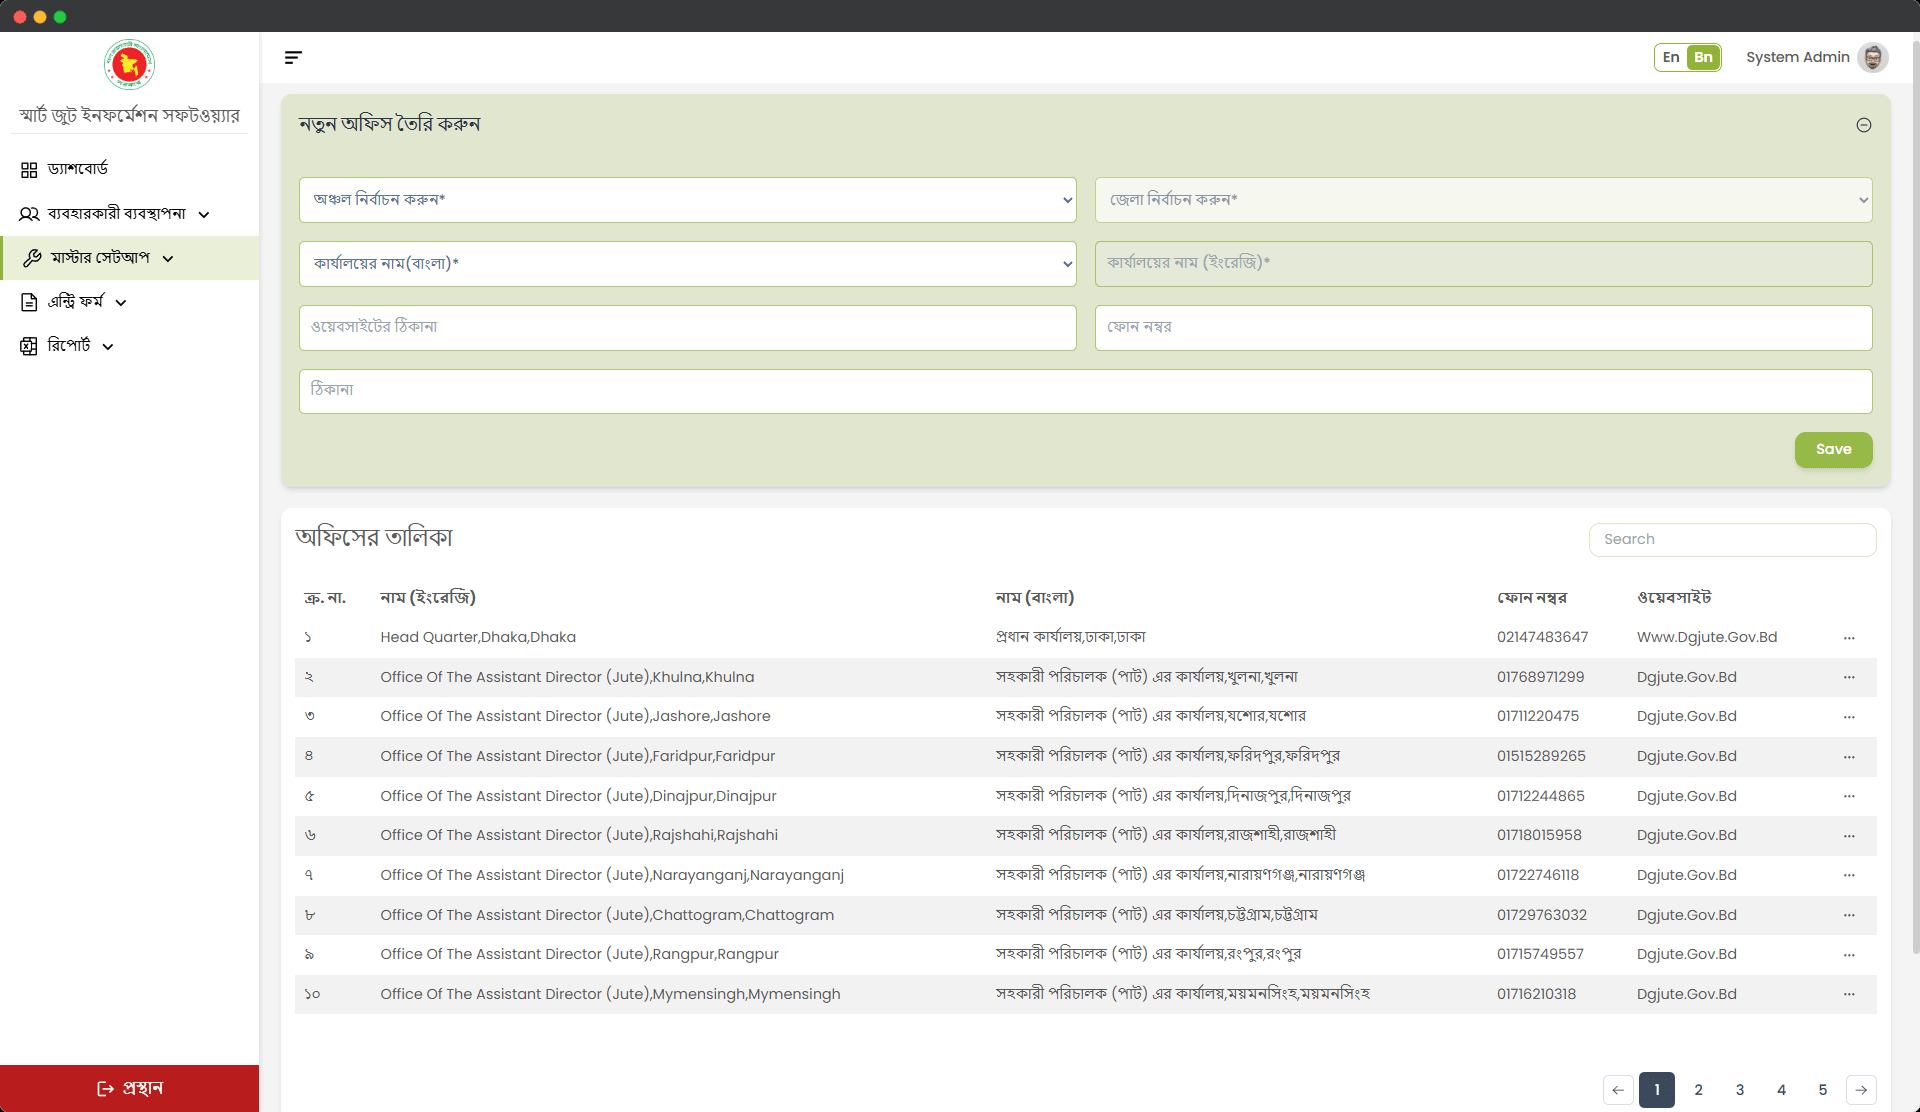 En Bn System Admin
স্মার্ট জুট ইনফর্মেশন সফটওয়্যার
ড্যাশবোর্ড
ব্যবহারকারী ব্যবস্থাপনা
মাস্টার সেটআপ
এন্ট্রি ফর্ম
রিপোর্ট
প্রস্থান
নতুন অফিস তৈরি করুন
অঞ্চল নির্বাচন করুন* জেলা নির্বাচন করুন*
কার্যালয়ের নাম(বাংলা)* কার্যালয়ের নাম (ইংরেজি)*
ওয়েবসাইটের ঠিকানা ফোন নম্বর
ঠিকানা
Save
অফিসের তালিকা Search
ক্র. না. নাম (ইংরেজি) নাম (বাংলা) ফোন নম্বর ওয়েবসাইট
১ Head Quarter,Dhaka,Dhaka প্রধান কার্যালয়,ঢাকা,ঢাকা 02147483647 Www.Dgjute.Gov.Bd ...
২ Office Of The Assistant Director (Jute),Khulna,Khulna সহকারী পরিচালক (পাট) এর কার্যালয়,খুলনা,খুলনা 01768971299 Dgjute.Gov.Bd ...
৩ Office Of The Assistant Director (Jute),Jashore,Jashore সহকারী পরিচালক (পাট) এর কার্যালয়,যশোর,যশোর 01711220475 Dgjute.Gov.Bd ...
৪ Office Of The Assistant Director (Jute),Faridpur,Faridpur সহকারী পরিচালক (পাট) এর কার্যালয়,ফরিদপুর,ফরিদপুর 01515289265 Dgjute.Gov.Bd ...
৫ Office Of The Assistant Director (Jute),Dinajpur,Dinajpur সহকারী পরিচালক (পাট) এর কার্যালয়,দিনাজপুর,দিনাজপুর 01712244865 Dgjute.Gov.Bd ...
৬ Office Of The Assistant Director (Jute),Rajshahi,Rajshahi সহকারী পরিচালক (পাট) এর কার্যালয়,রাজশাহী,রাজশাহী 01718015958 Dgjute.Gov.Bd ...
৭ Office Of The Assistant Director (Jute),Narayanganj,Narayanganj সহকারী পরিচালক (পাট) এর কার্যালয়,নারায়ণগঞ্জ,নারায়ণগঞ্জ 01722746118 Dgjute.Gov.Bd ...
৮ Office Of The Assistant Director (Jute),Chattogram,Chattogram সহকারী পরিচালক (পাট) এর কার্যালয়,চট্টগ্রাম,চট্টগ্রাম 01729763032 Dgjute.Gov.Bd ...
৯ Office Of The Assistant Director (Jute),Rangpur,Rangpur সহকারী পরিচালক (পাট) এর কার্যালয়,রংপুর,রংপুর 01715749557 Dgjute.Gov.Bd ...
১০ Office Of The Assistant Director (Jute),Mymensingh,Mymensingh সহকারী পরিচালক (পাট) এর কার্যালয়,ময়মনসিংহ,ময়মনসিংহ 01716210318 Dgjute.Gov.Bd ...
1 2 3 4 5